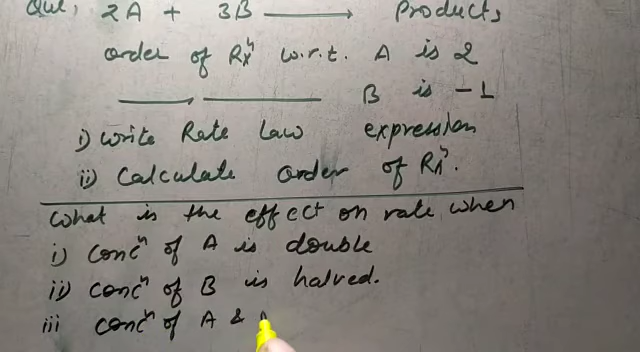 Que, 2A + 3B ⟶ Products
order of Rxⁿ w.r.t. A is 2
B is -1
i) Write Rate Law expression
ii) Calculate order of Rxⁿ.
What is the effect on rate when
i) concⁿ of A is double
ii) concⁿ of B is halved.
iii concⁿ of A &